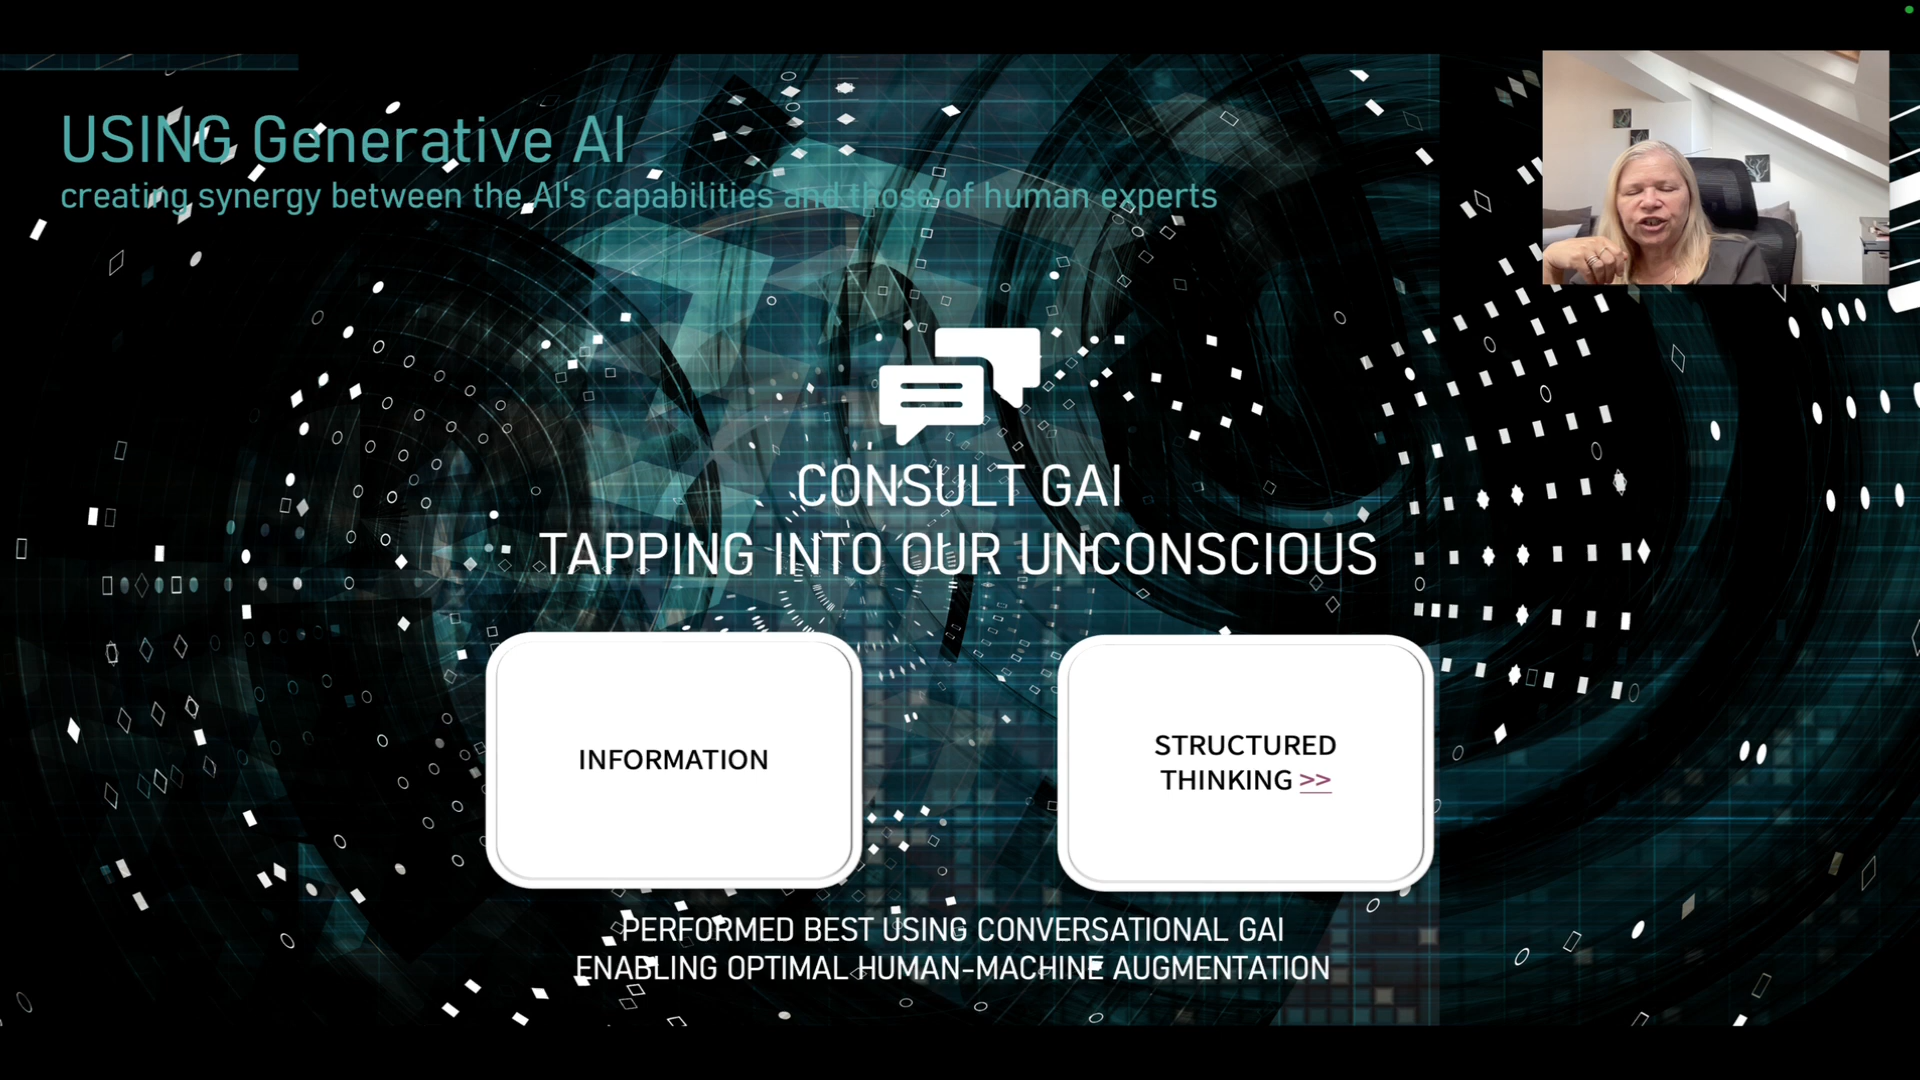 USING Generative AI
creating synergy between the AI's capabilities and those of human experts
CONSULT GAI
TAPPING INTO OUR UNCONSCIOUS
INFORMATION
STRUCTURED
THINKING >>
PERFORMED BEST USING CONVERSATIONAL GAI
ENABLING OPTIMAL HUMAN-MACHINE AUGMENTATION